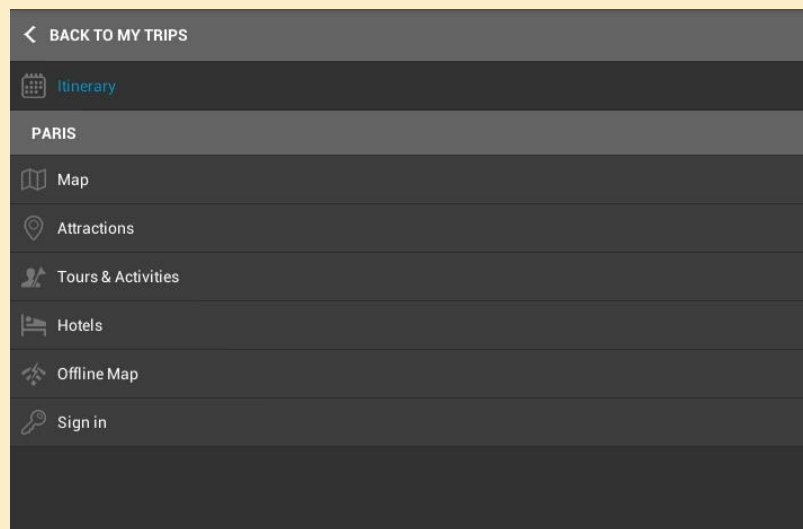 BACK TO MY TRIPS
Itinerary
PARIS
Map
Attractions
Tours & Activities
Hotels
Offline Map
Sign in